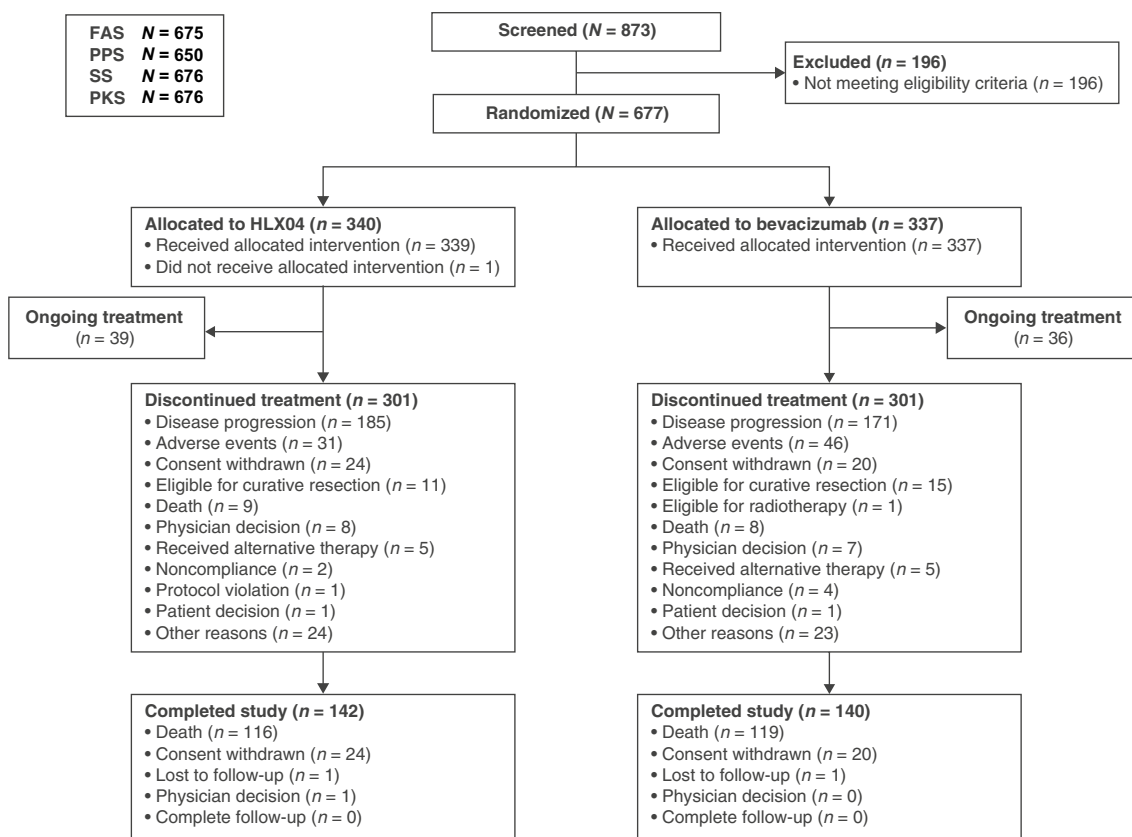 FAS N = 675
PPS N = 650
SS N = 676
PKS N = 676
Screened (N = 873)
Excluded (n = 196)
• Not meeting eligibility criteria (n = 196)
Randomized (N = 677)
Allocated to HLX04 (n = 340)
• Received allocated intervention (n = 339)
• Did not receive allocated intervention (n = 1)
Allocated to bevacizumab (n = 337)
• Received allocated intervention (n = 337)
Ongoing treatment
(n = 39)
Ongoing treatment
(n = 36)
Discontinued treatment (n = 301)
• Disease progression (n = 185)
• Adverse events (n = 31)
• Consent withdrawn (n = 24)
• Eligible for curative resection (n = 11)
• Death (n = 9)
• Physician decision (n = 8)
• Received alternative therapy (n = 5)
• Noncompliance (n = 2)
• Protocol violation (n = 1)
• Patient decision (n = 1)
• Other reasons (n = 24)
Discontinued treatment (n = 301)
• Disease progression (n = 171)
• Adverse events (n = 46)
• Consent withdrawn (n = 20)
• Eligible for curative resection (n = 15)
• Eligible for radiotherapy (n = 1)
• Death (n = 8)
• Physician decision (n = 7)
• Received alternative therapy (n = 5)
• Noncompliance (n = 4)
• Patient decision (n = 1)
• Other reasons (n = 23)
Completed study (n = 142)
• Death (n = 116)
• Consent withdrawn (n = 24)
• Lost to follow-up (n = 1)
• Physician decision (n = 1)
• Complete follow-up (n = 0)
Completed study (n = 140)
• Death (n = 119)
• Consent withdrawn (n = 20)
• Lost to follow-up (n = 1)
• Physician decision (n = 0)
• Complete follow-up (n = 0)